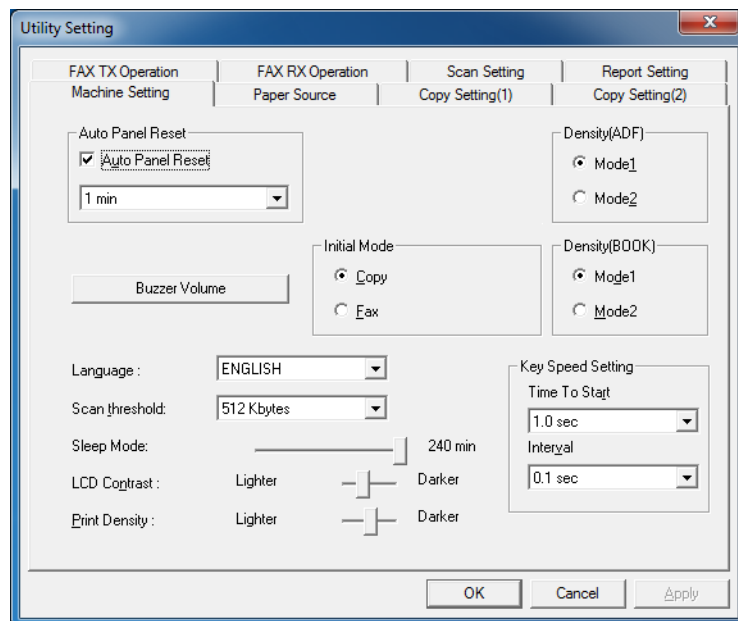 Utility Setting
FAX TX Operation FAX RX Operation Scan Setting Report Setting
Machine Setting Paper Source Copy Setting(1) Copy Setting(2)
Auto Panel Reset
Auto Panel Reset
1 min
Density(ADF)
Mode1
Mode2
Buzzer Volume
Initial Mode
Copy
Fax
Density(BOOK)
Mode1
Mode2
Language : ENGLISH
Scan threshold: 512 Kbytes
Sleep Mode: 240 min
LCD Contrast : Lighter Darker
Print Density : Lighter Darker
Key Speed Setting
Time To Start
1.0 sec
Interval
0.1 sec
OK Cancel Apply